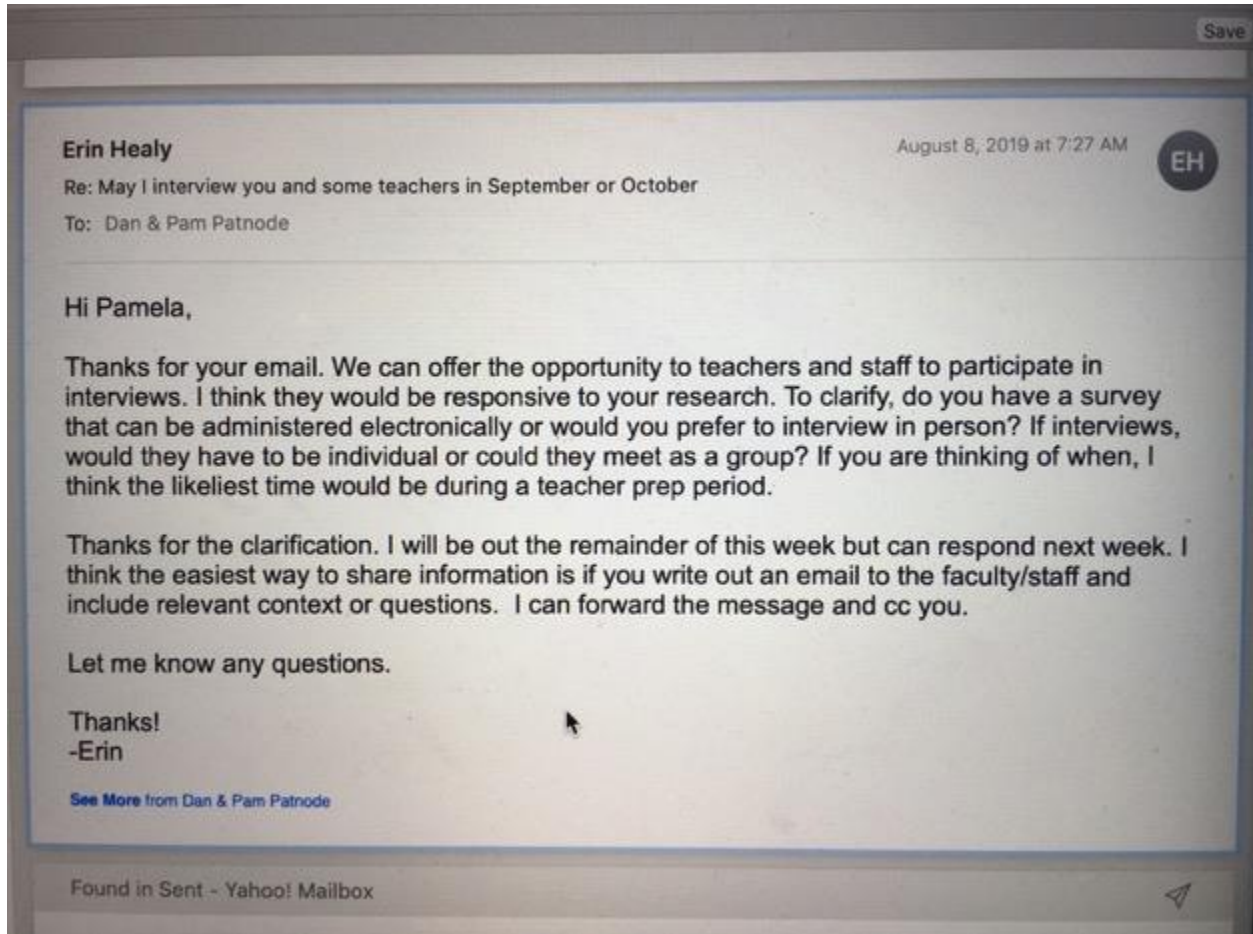 Save
Erin Healy
August 8, 2019 at 7:27 AM
EH
Re: May I interview you and some teachers in September or October
To: Dan & Pam Patnode
Hi Pamela,
Thanks for your email. We can offer the opportunity to teachers and staff to participate in
interviews. I think they would be responsive to your research. To clarify, do you have a survey
that can be administered electronically or would you prefer to interview in person? If interviews,
would they have to be individual or could they meet as a group? If you are thinking of when, I
think the likeliest time would be during a teacher prep period.
Thanks for the clarification. I will be out the remainder of this week but can respond next week. I
think the easiest way to share information is if you write out an email to the faculty/staff and
include relevant context or questions.  I can forward the message and cc you.
Let me know any questions.
Thanks!
-Erin
See More from Dan & Pam Patnode
Found in Sent - Yahoo! Mailbox